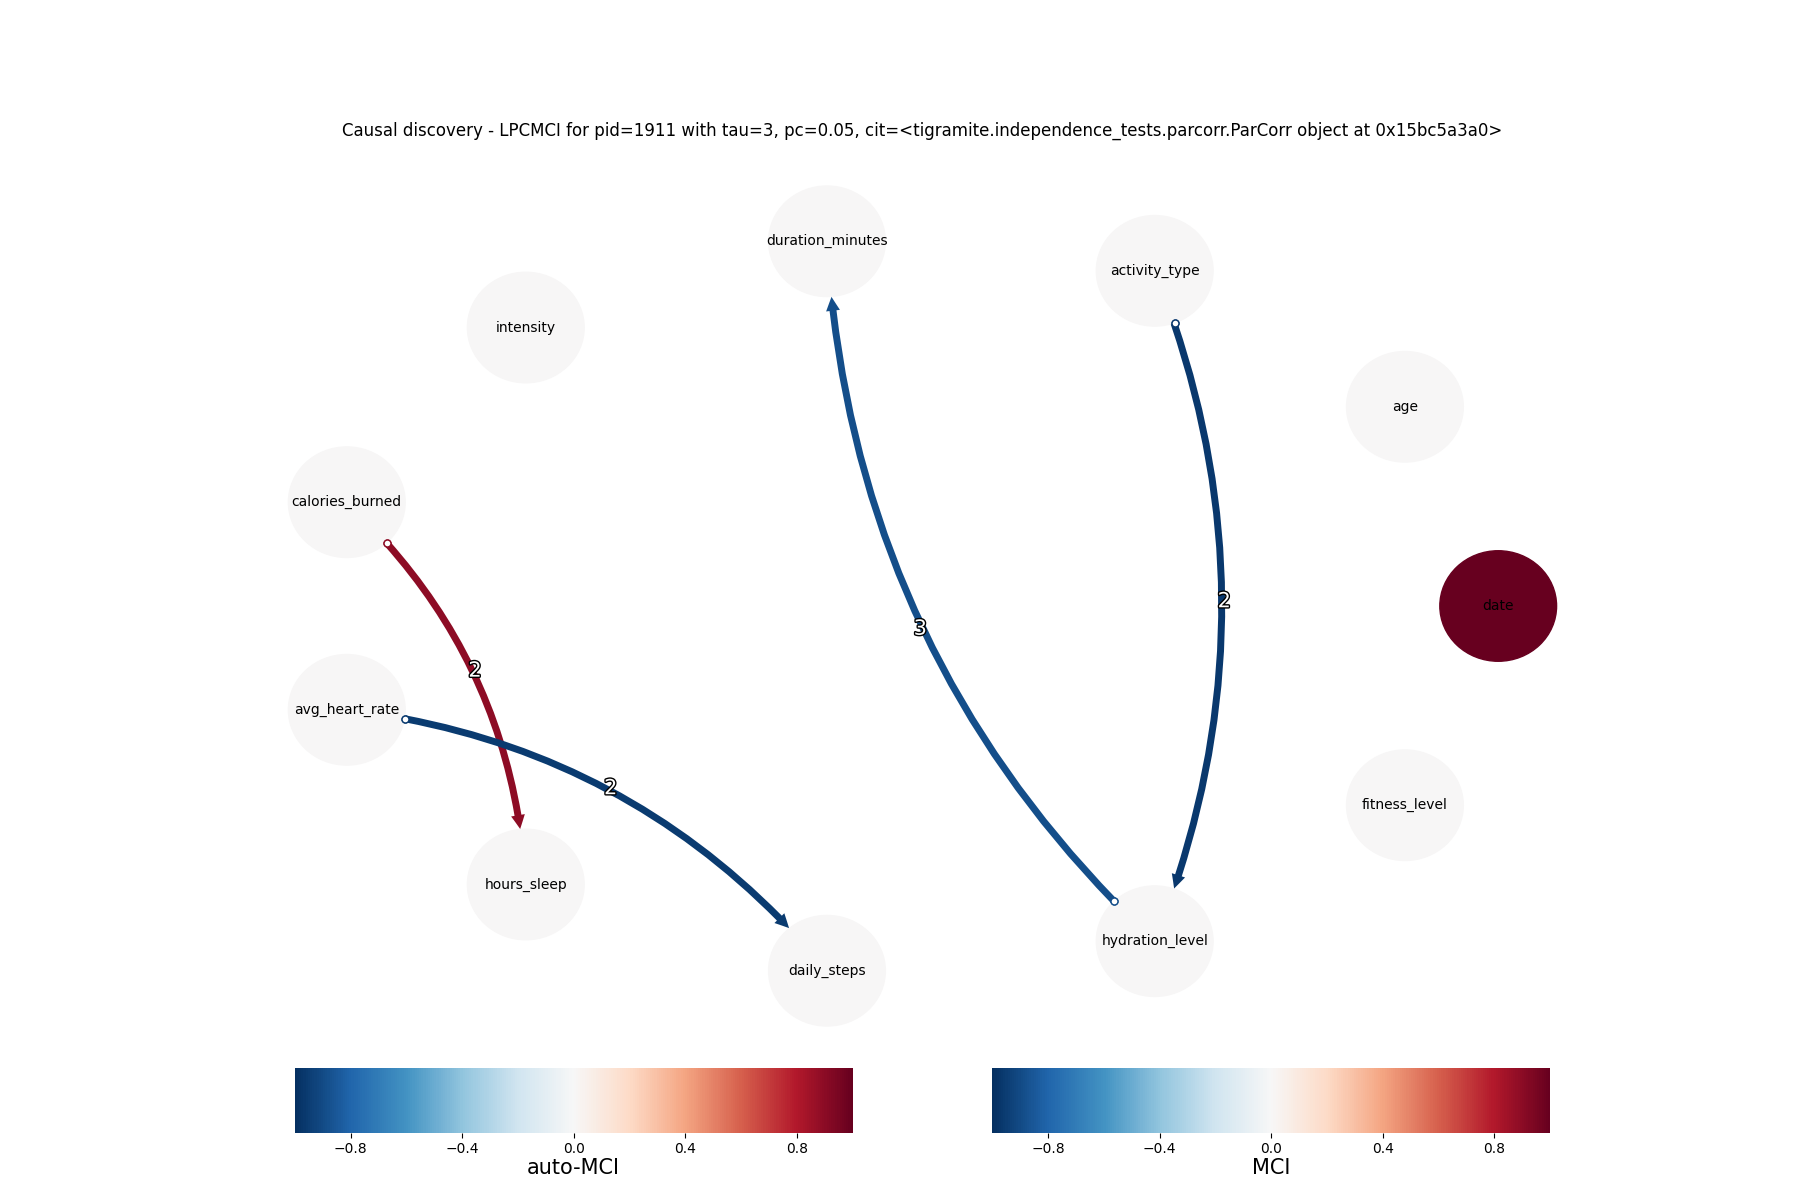 Causal discovery - LPCMCI for pid=1911 with tau=3, pc=0.05, cit=<tigramite.independence_tests.parcorr.ParCorr object at 0x15bc5a3a0>
duration_minutes
activity_type
intensity
age
calories_burned
2
3
2
date
avg_heart_rate
2
fitness_level
hours_sleep
hydration_level
daily_steps
−0.8 −0.4 0.0 0.4 0.8
auto-MCI
−0.8 −0.4 0.0 0.4 0.8
MCI